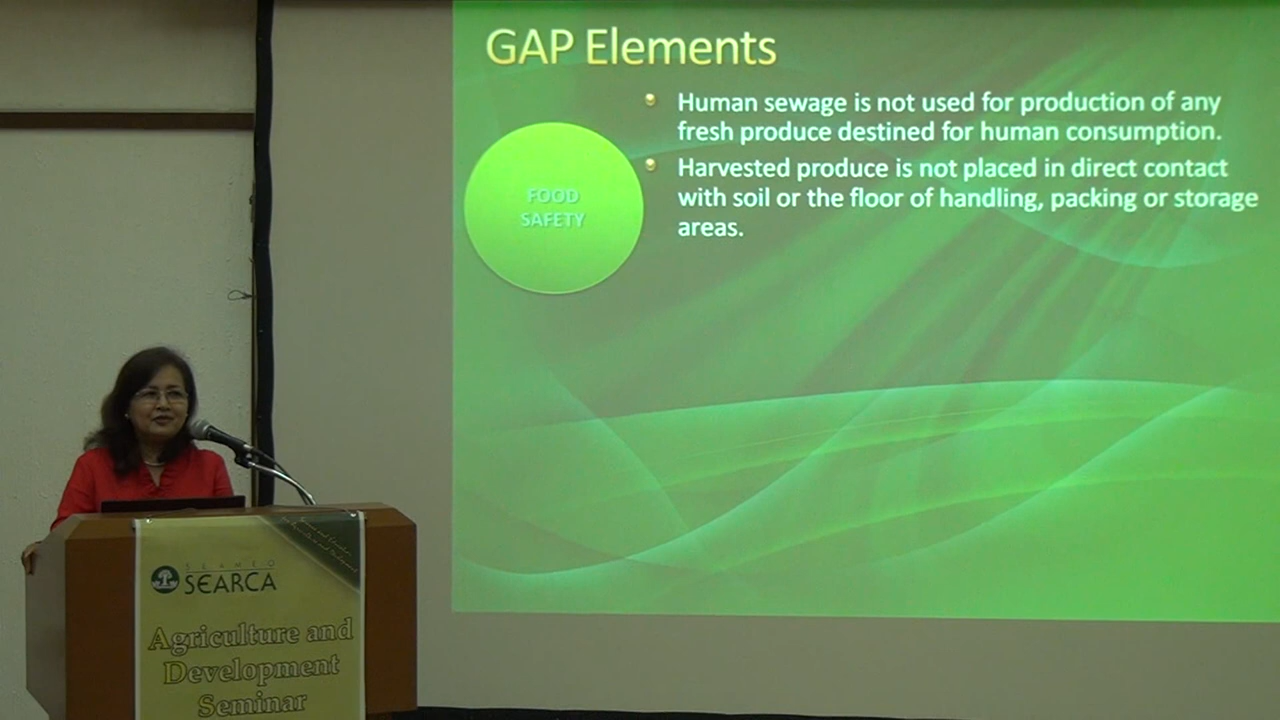 GAP Elements
Human sewage is not used for production of any
fresh produce destined for human consumption.
Harvested produce is not placed in direct contact
with soil or the floor of handling, packing or storage
areas.
FOOD
SAFETY
SEAMEO
SEARCA
Agriculture and
Development
Seminar